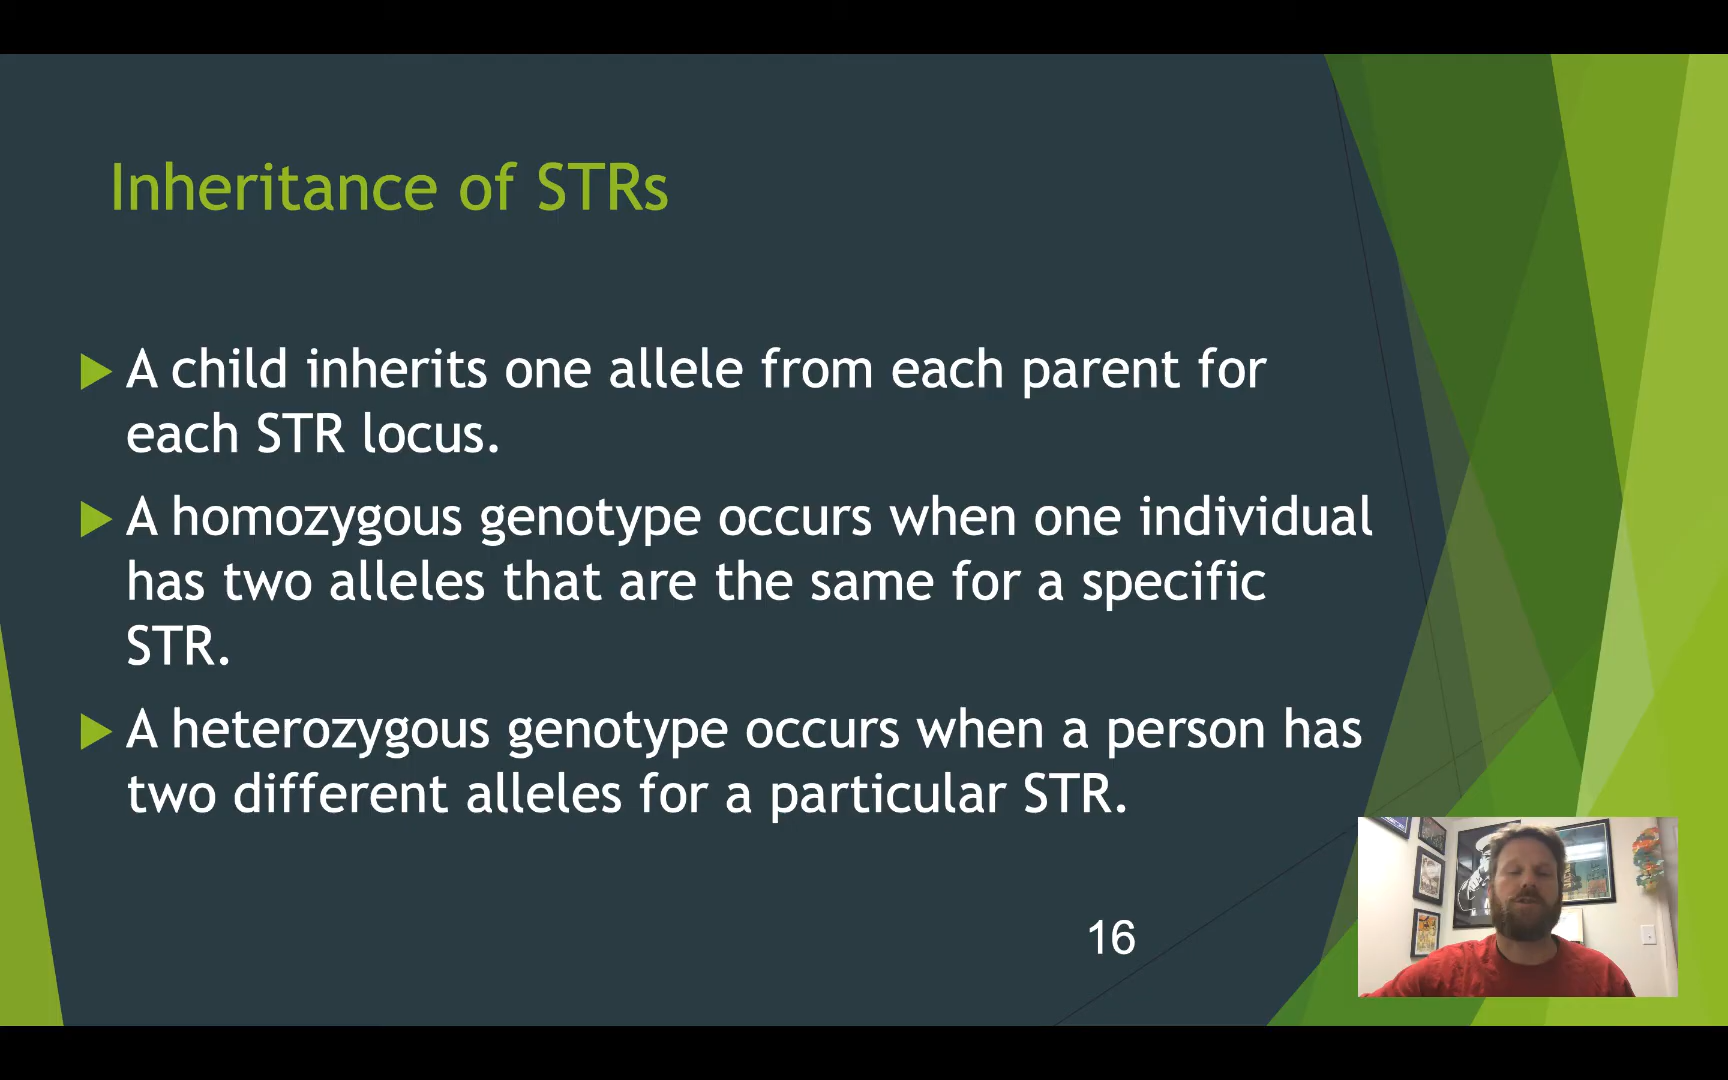 Inheritance of STRs
A child inherits one allele from each parent for
each STR locus.
A homozygous genotype occurs when one individual
has two alleles that are the same for a specific
STR.
A heterozygous genotype occurs when a person has
two different alleles for a particular STR.
16